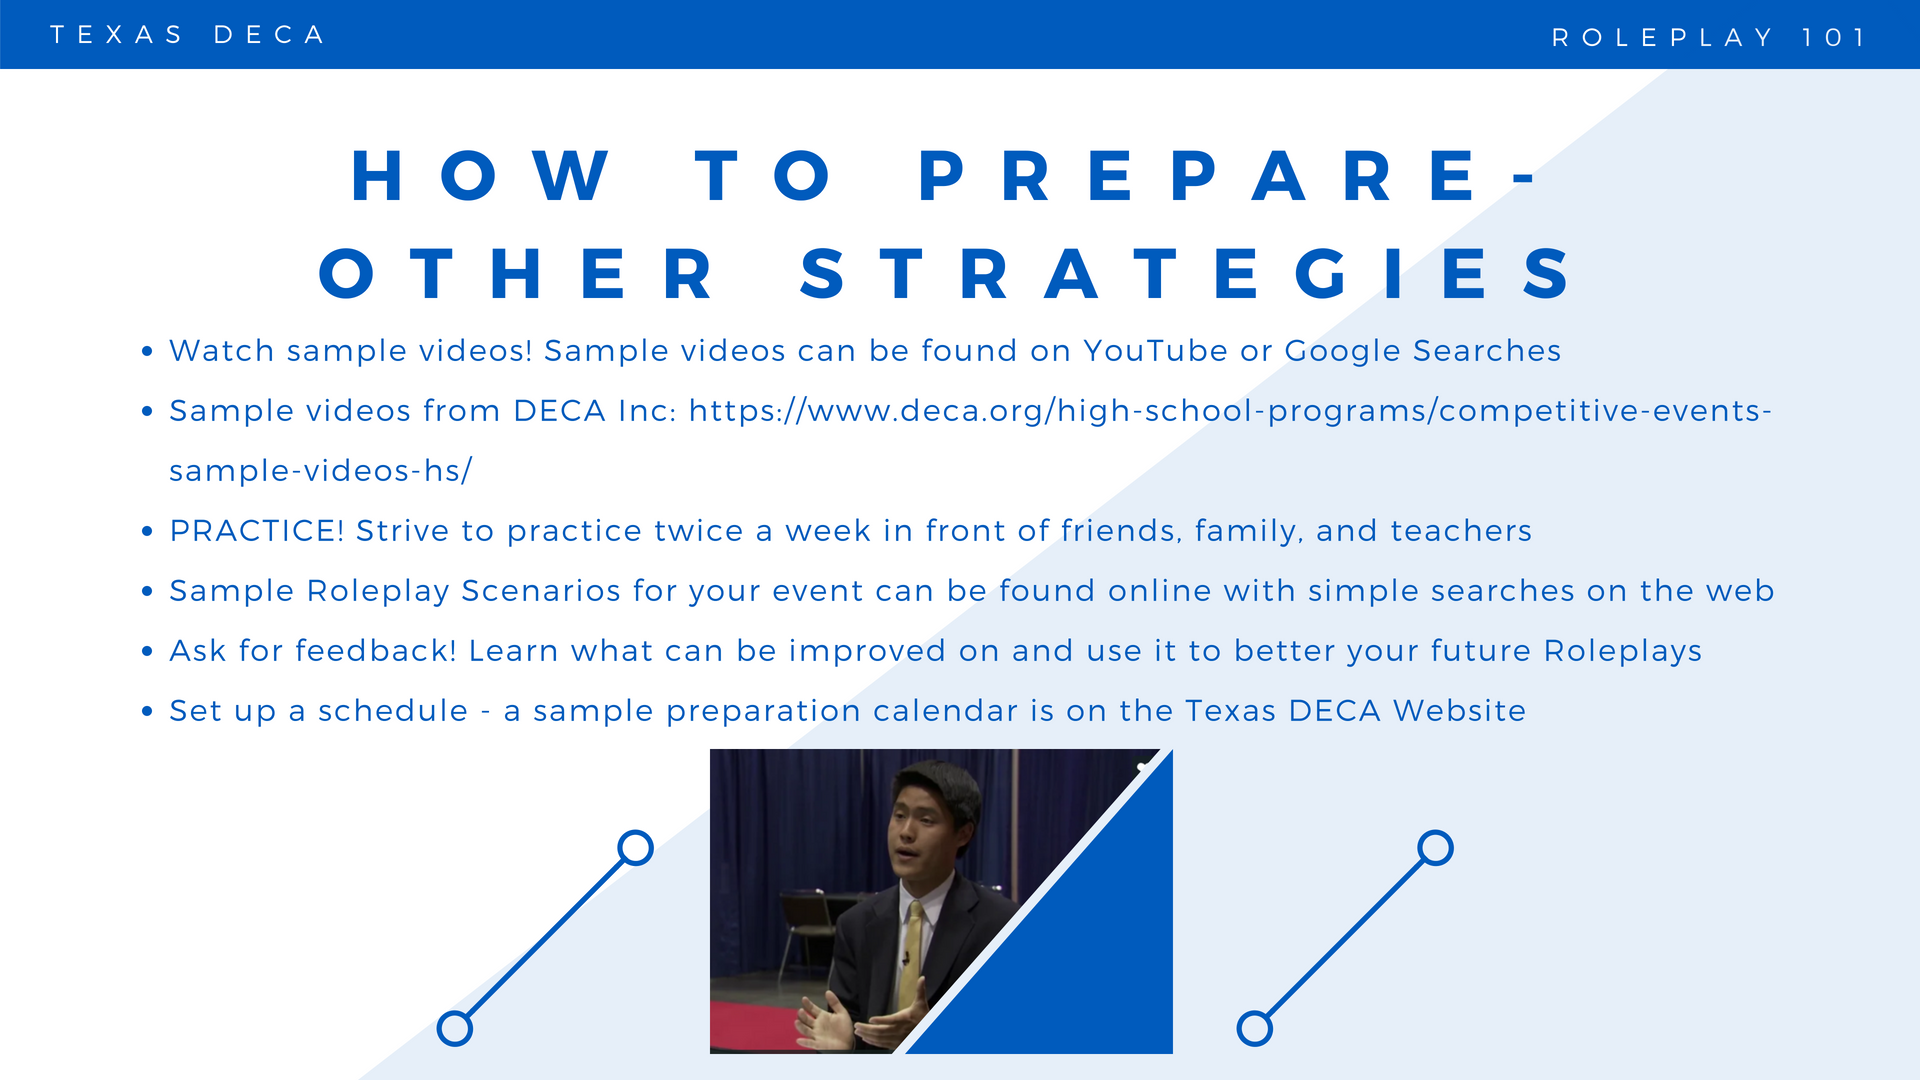 TEXAS DECA
ROLEPLAY 101
HOW TO PREPARE-
OTHER STRATEGIES
• Watch sample videos! Sample videos can be found on YouTube or Google Searches
• Sample videos from DECA Inc: https://www.deca.org/high-school-programs/competitive-events-
sample-videos-hs/
• PRACTICE! Strive to practice twice a week in front of friends, family, and teachers
• Sample Roleplay Scenarios for your event can be found online with simple searches on the web
• Ask for feedback! Learn what can be improved on and use it to better your future Roleplays
• Set up a schedule - a sample preparation calendar is on the Texas DECA Website